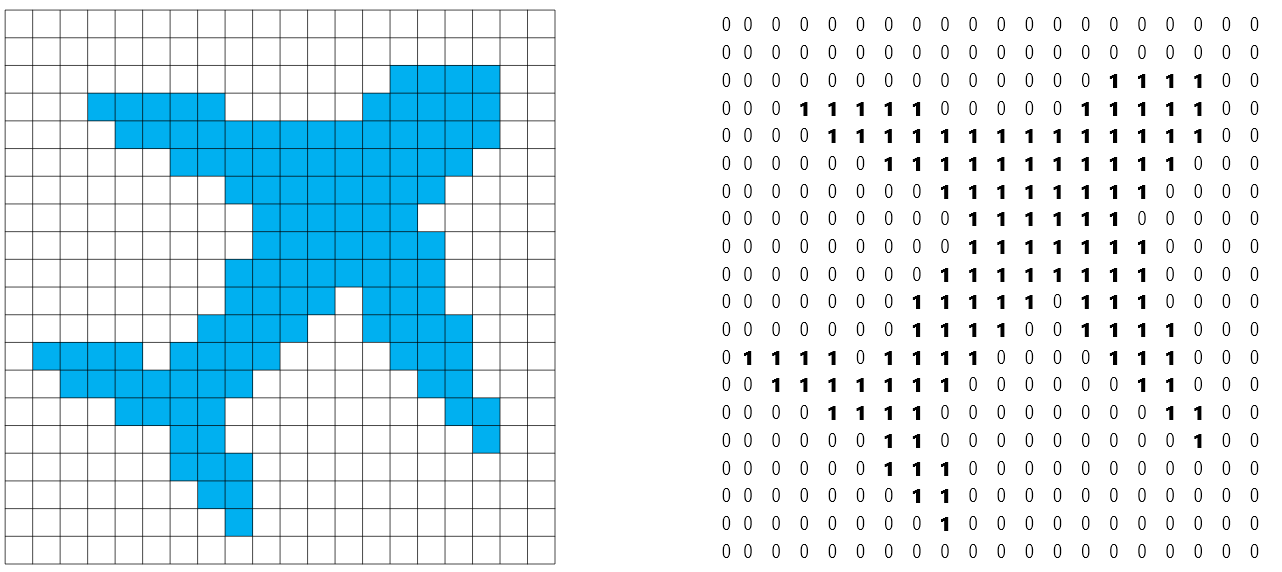 0 0 0 0 0 0 0 0 0 0 0 0 0 0 0 0 0 0 0 0
0 0 0 0 0 0 0 0 0 0 0 0 0 0 0 0 0 0 0 0
0 0 0 0 0 0 0 0 0 0 0 0 0 0 1 1 1 1 0 0
0 0 0 1 1 1 1 1 0 0 0 0 0 1 1 1 1 1 0 0
0 0 0 0 1 1 1 1 1 1 1 1 1 1 1 1 1 1 0 0
0 0 0 0 0 0 1 1 1 1 1 1 1 1 1 1 1 0 0 0
0 0 0 0 0 0 0 0 1 1 1 1 1 1 1 1 0 0 0 0
0 0 0 0 0 0 0 0 0 1 1 1 1 1 1 0 0 0 0 0
0 0 0 0 0 0 0 0 0 1 1 1 1 1 1 1 0 0 0 0
0 0 0 0 0 0 0 0 1 1 1 1 1 1 1 1 0 0 0 0
0 0 0 0 0 0 0 1 1 1 1 1 0 1 1 1 0 0 0 0
0 0 0 0 0 0 0 1 1 1 1 0 0 1 1 1 1 0 0 0
0 1 1 1 1 0 1 1 1 1 0 0 0 0 1 1 1 0 0 0
0 0 1 1 1 1 1 1 1 0 0 0 0 0 0 1 1 0 0 0
0 0 0 0 1 1 1 1 0 0 0 0 0 0 0 0 1 1 0 0
0 0 0 0 0 0 1 1 0 0 0 0 0 0 0 0 0 1 0 0
0 0 0 0 0 0 1 1 1 0 0 0 0 0 0 0 0 0 0 0
0 0 0 0 0 0 0 1 1 0 0 0 0 0 0 0 0 0 0 0
0 0 0 0 0 0 0 0 1 0 0 0 0 0 0 0 0 0 0 0
0 0 0 0 0 0 0 0 0 0 0 0 0 0 0 0 0 0 0 0